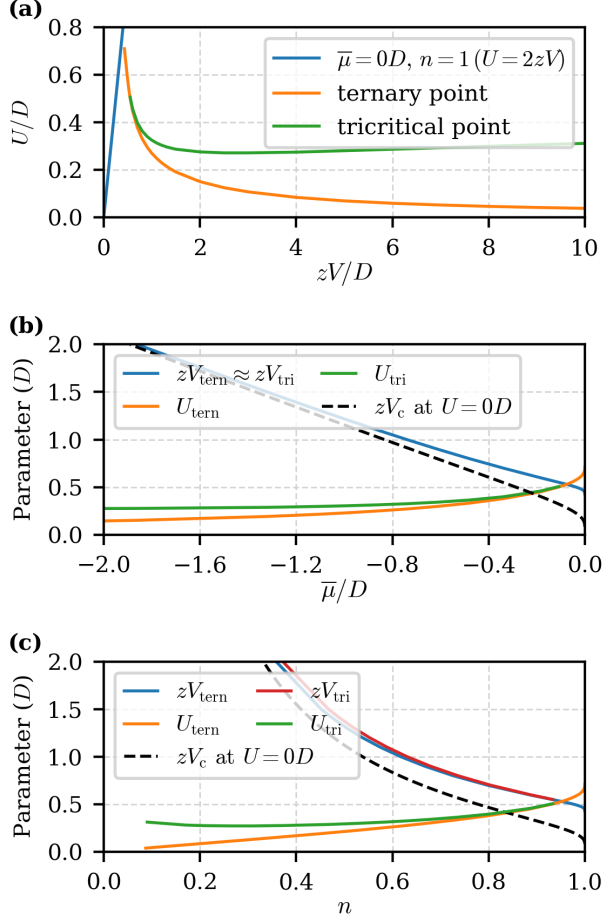 (a)
0.8
0.6
0.4
0.2
0.0
U/D
μ̅ = 0D, n = 1 (U = 2zV)
ternary point
tricritical point
0 2 4 6 8 10
zV/D
(b)
2.0
1.5
1.0
0.5
0.0
Parameter (D)
zV_tern ≈ zV_tri
U_tern
U_tri
zV_c at U = 0D
−2.0 −1.6 −1.2 −0.8 −0.4 0.0
μ̅/D
(c)
2.0
1.5
1.0
0.5
0.0
Parameter (D)
zV_tern
U_tern
zV_c at U = 0D
zV_tri
U_tri
0.0 0.2 0.4 0.6 0.8 1.0
n